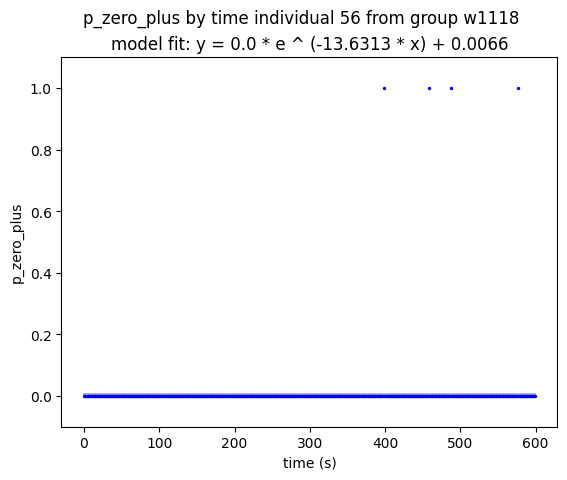 p_zero_plus by time individual 56 from group w1118
model fit: y = 0.0 * e ^ (-13.6313 * x) + 0.0066
1.0
0.8
0.6
0.4
0.2
0.0
p_zero_plus
0 100 200 300 400 500 600
time (s)